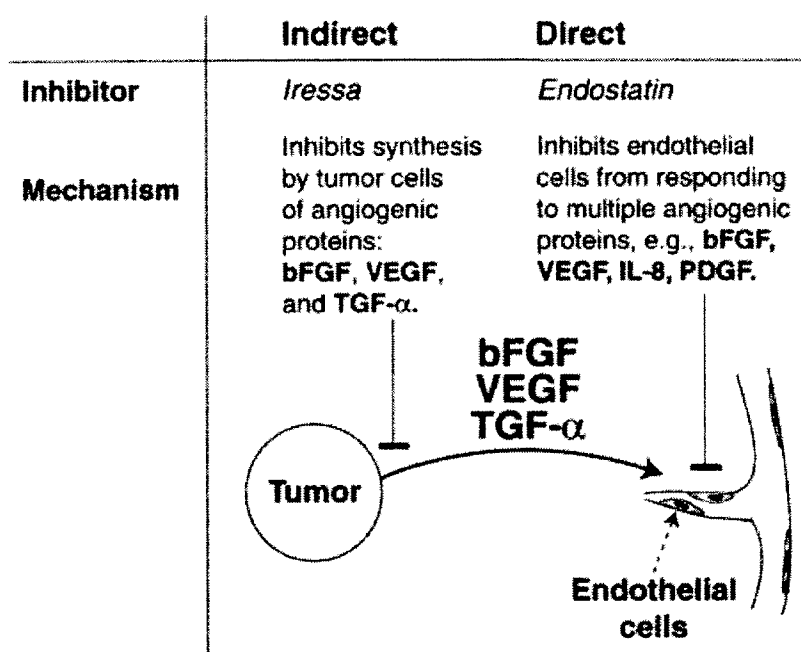 Indirect Direct
Inhibitor Iressa Endostatin
Mechanism
Inhibits synthesis
by tumor cells
of angiogenic
proteins:
bFGF, VEGF,
and TGF-α.
Inhibits endothelial
cells from responding
to multiple angiogenic
proteins, e.g., bFGF,
VEGF, IL-8, PDGF.
bFGF
VEGF
TGF-α
Tumor
Endothelial
cells